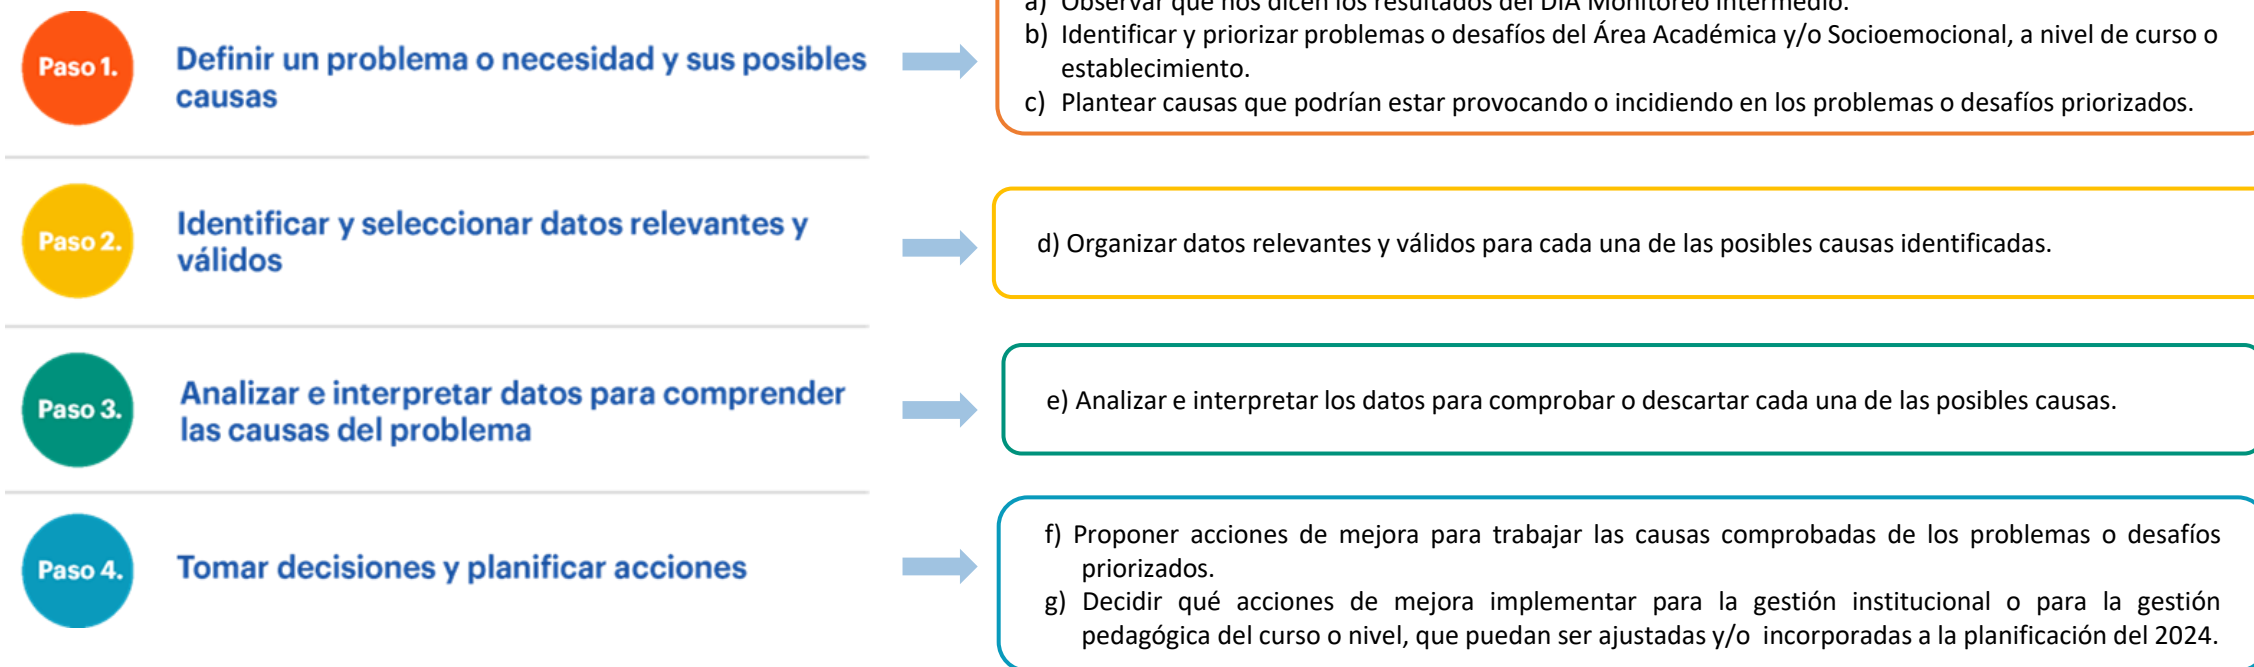 Paso 1.
Definir un problema o necesidad y sus posibles
causas
a) Observar qué nos dicen los resultados del DIA Monitoreo Intermedio.
b) Identificar y priorizar problemas o desafíos del Área Académica y/o Socioemocional, a nivel de curso o
establecimiento.
c) Plantear causas que podrían estar provocando o incidiendo en los problemas o desafíos priorizados.
Paso 2.
Identificar y seleccionar datos relevantes y
válidos
d) Organizar datos relevantes y válidos para cada una de las posibles causas identificadas.
Paso 3.
Analizar e interpretar datos para comprender
las causas del problema
e) Analizar e interpretar los datos para comprobar o descartar cada una de las posibles causas.
Paso 4.
Tomar decisiones y planificar acciones
f) Proponer acciones de mejora para trabajar las causas comprobadas de los problemas o desafíos
priorizados.
g) Decidir qué acciones de mejora implementar para la gestión institucional o para la gestión
pedagógica del curso o nivel, que puedan ser ajustadas y/o incorporadas a la planificación del 2024.